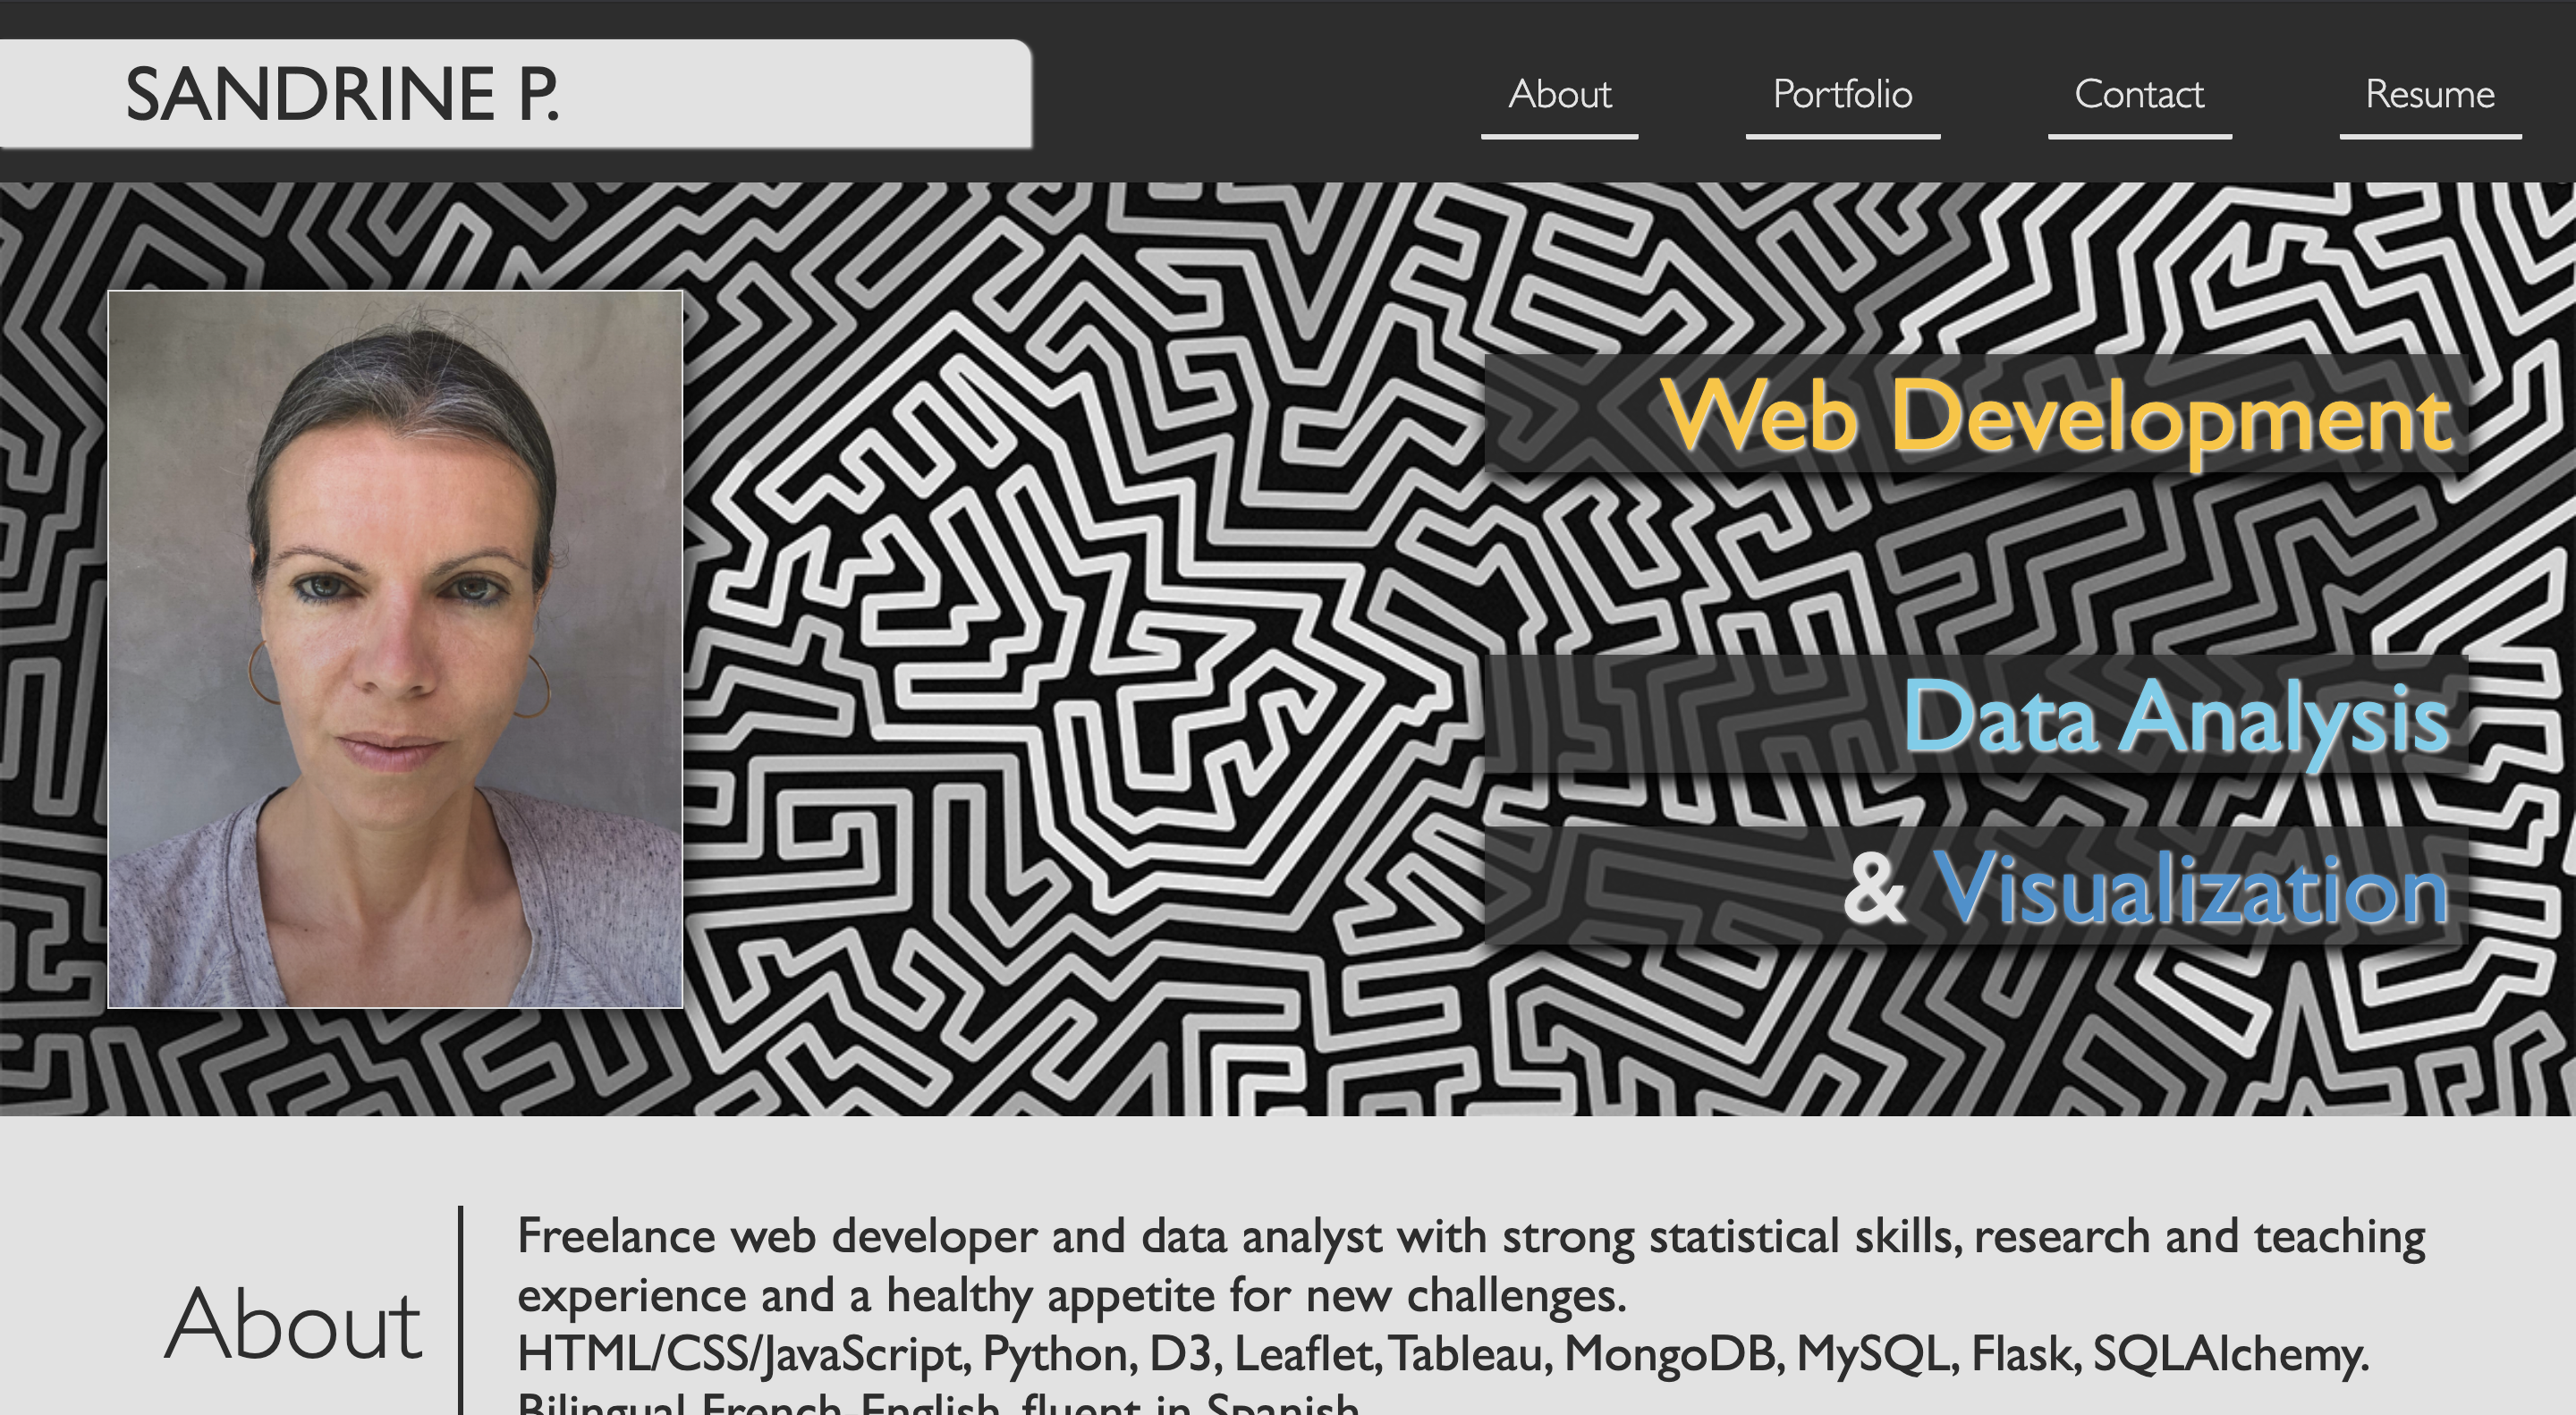 SANDRINE P.
About Portfolio Contact Resume
Web Development
Data Analysis
& Visualization
About
Freelance web developer and data analyst with strong statistical skills, research and teaching
experience and a healthy appetite for new challenges.
HTML/CSS/JavaScript, Python, D3, Leaflet, Tableau, MongoDB, MySQL, Flask, SQLAlchemy.
Bilingual French-English, fluent in Spanish